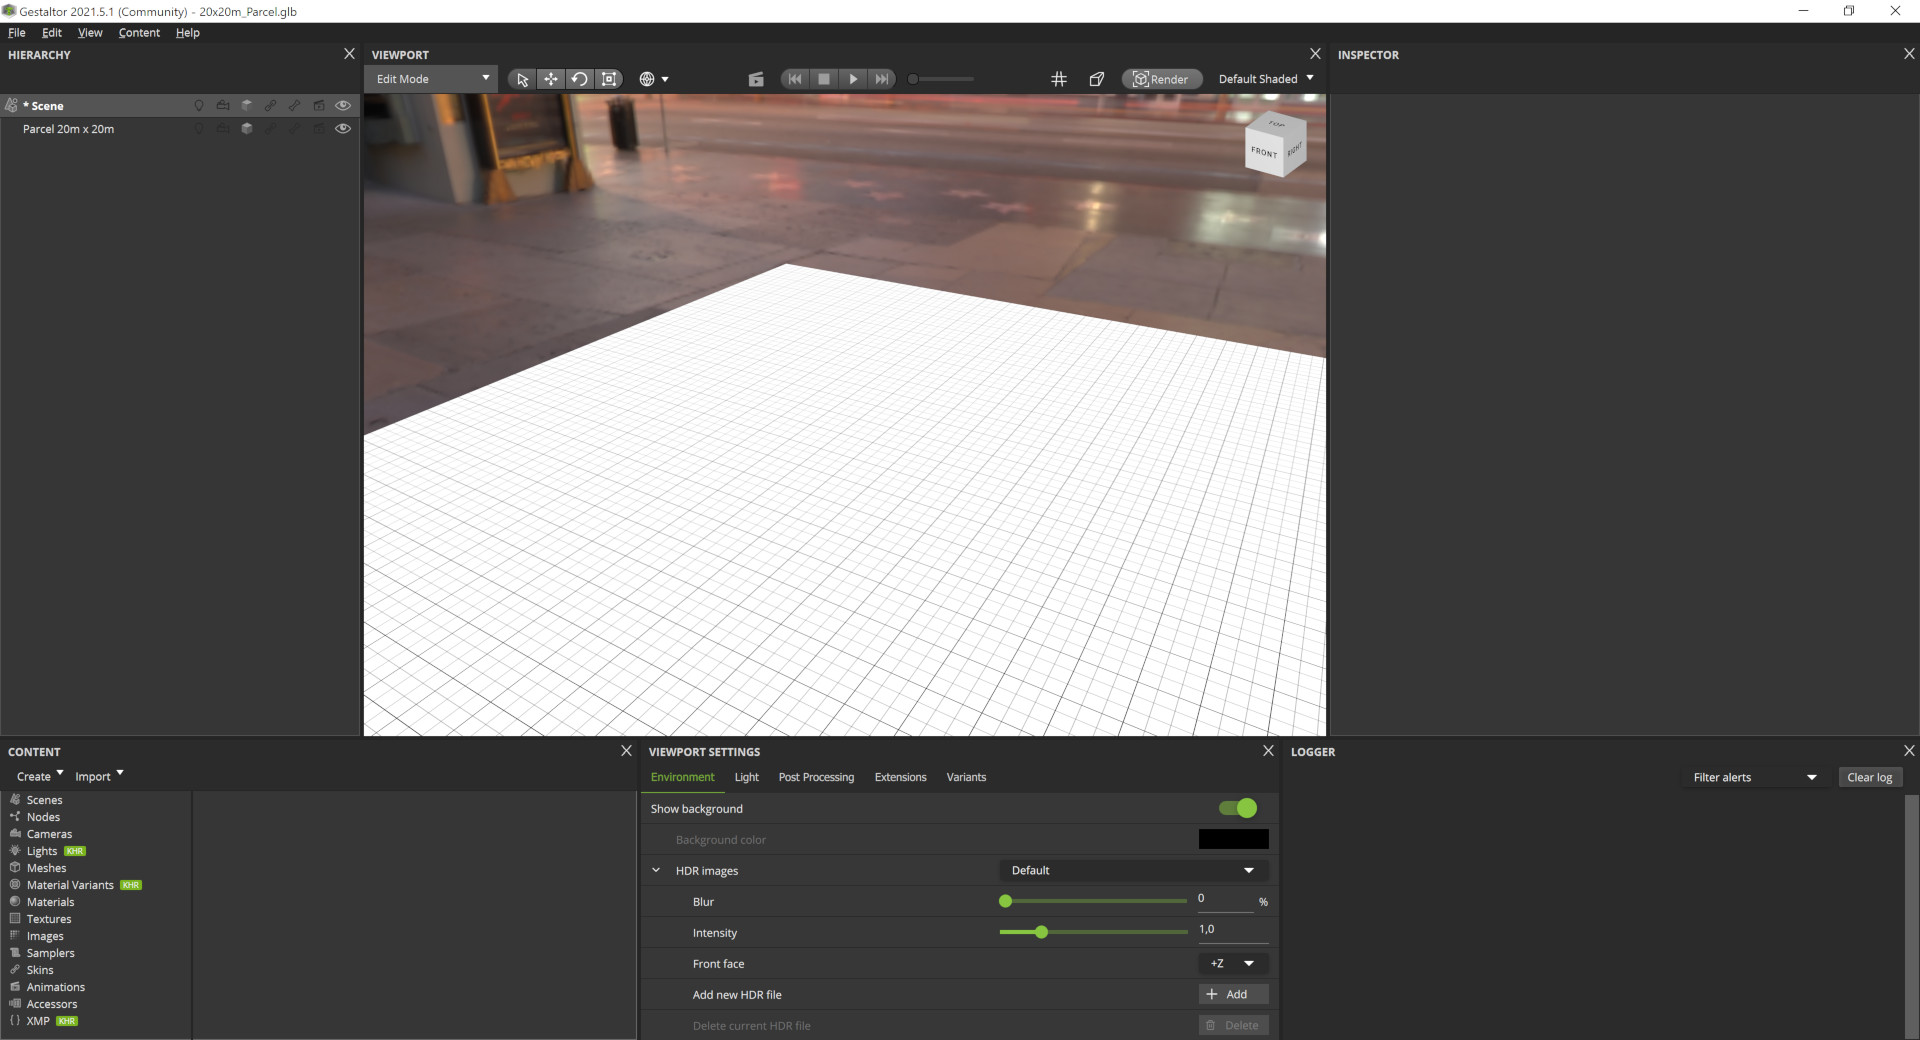 Gestaltor 2021.5.1 (Community) - 20x20m_Parcel.glb
File Edit View Content Help
HIERARCHY
VIEWPORT
INSPECTOR
Edit Mode
Render
Default Shaded
* Scene
Parcel 20m x 20m
TOP
FRONT
RIGHT
CONTENT
Create Import
Scenes
Nodes
Cameras
Lights KHR
Meshes
Material Variants KHR
Materials
Textures
Images
Samplers
Skins
Animations
Accessors
XMP KHR
VIEWPORT SETTINGS
Environment Light Post Processing Extensions Variants
Show background
Background color
HDR images Default
Blur 0 %
Intensity 1,0
Front face +Z
Add new HDR file + Add
Delete current HDR file Delete
LOGGER
Filter alerts Clear log